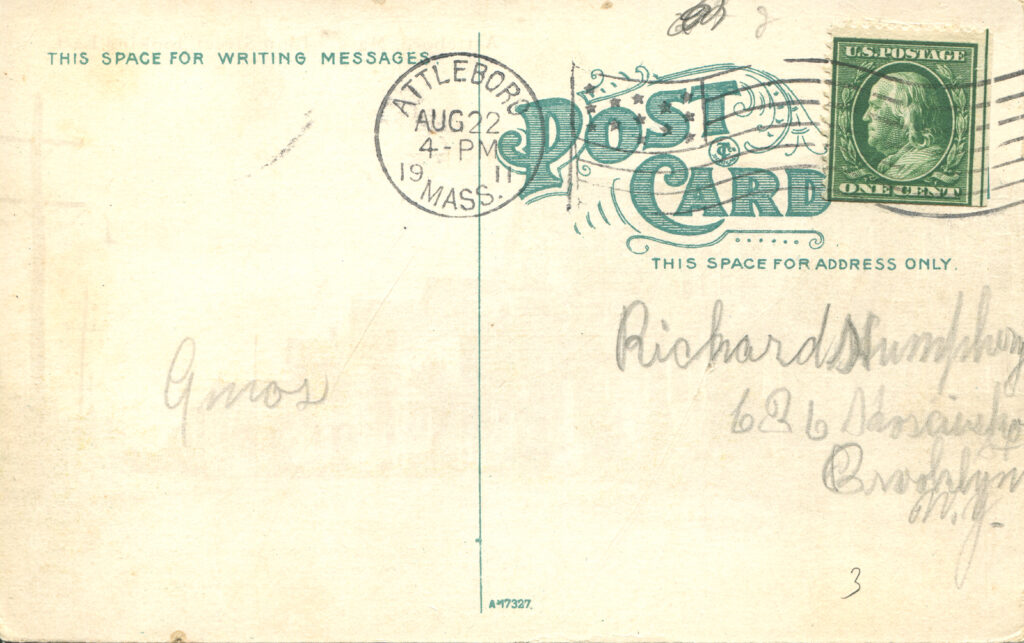 THIS SPACE FOR WRITING MESSAGES.
ATTLEBORO
AUG 22
4-PM
19 11
MASS.
POST CARD
U.S. POSTAGE
ONE CENT
THIS SPACE FOR ADDRESS ONLY.
Amos
Richard Humphrey
626
Brooklyn
N.Y.
3
A-17327.